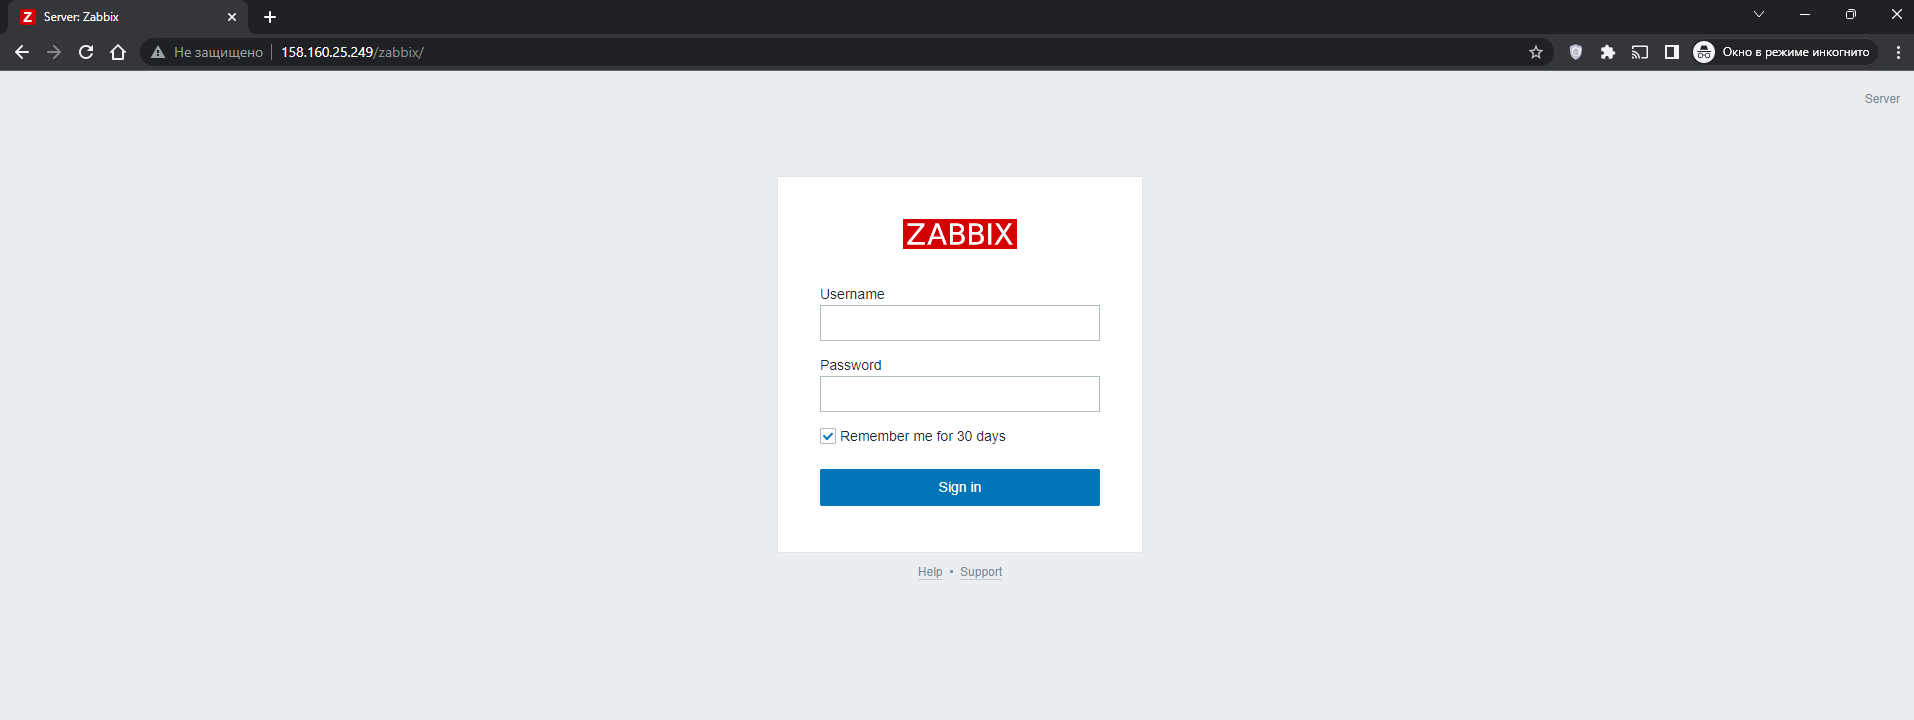 Z Server: Zabbix
Не защищено 158.160.25.249/zabbix/ Окно в режиме инкогнито
Server
ZABBIX
Username
Password
Remember me for 30 days
Sign in
Help • Support